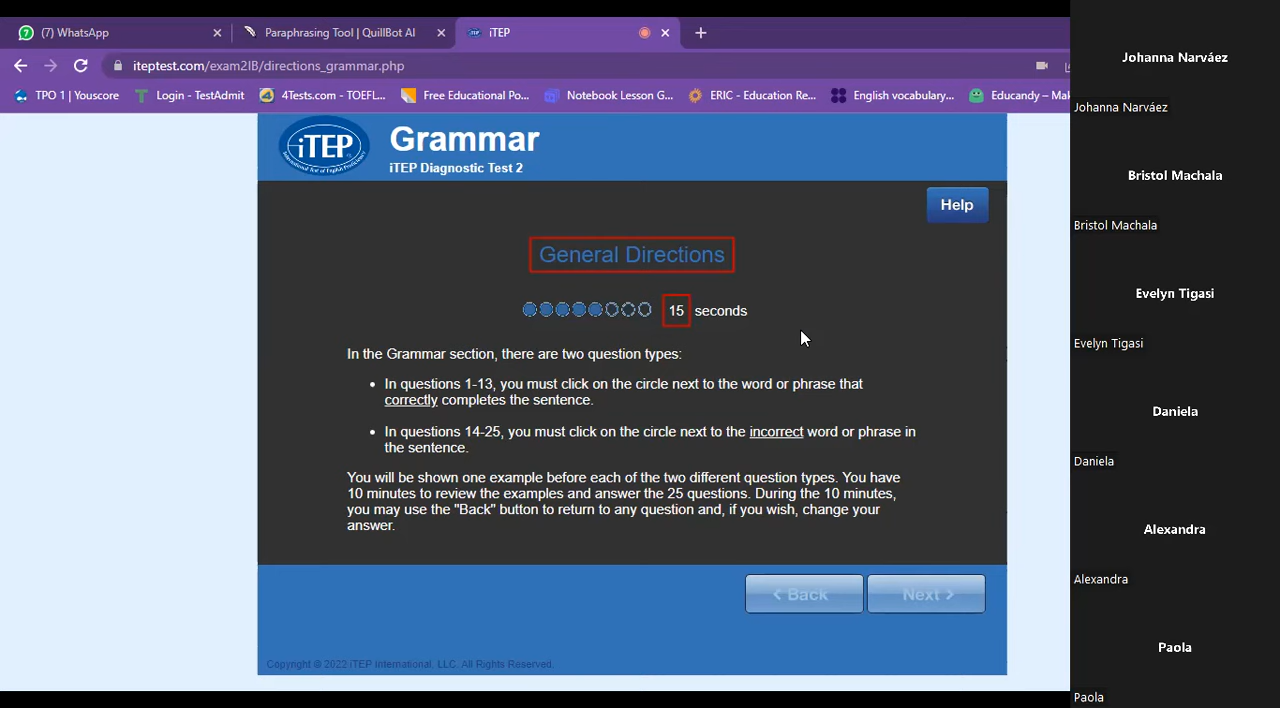 (7) WhatsApp
Paraphrasing Tool | QuillBot AI
iTEP
iteptest.com/exam2IB/directions_grammar.php
TPO 1 | Youscore
Login - TestAdmit
4Tests.com - TOEFL...
Free Educational Po...
Notebook Lesson G...
ERIC - Education Re...
English vocabulary...
Educandy – Mak
iTEP
Grammar
iTEP Diagnostic Test 2
Help
General Directions
15 seconds
In the Grammar section, there are two question types:
• In questions 1-13, you must click on the circle next to the word or phrase that
correctly completes the sentence.
• In questions 14-25, you must click on the circle next to the incorrect word or phrase in
the sentence.
You will be shown one example before each of the two different question types. You have
10 minutes to review the examples and answer the 25 questions. During the 10 minutes,
you may use the "Back" button to return to any question and, if you wish, change your
answer.
< Back
Next >
Copyright © 2022 iTEP International, LLC. All Rights Reserved.
Johanna Narváez
Johanna Narváez
Bristol Machala
Bristol Machala
Evelyn Tigasi
Evelyn Tigasi
Daniela
Daniela
Alexandra
Alexandra
Paola
Paola